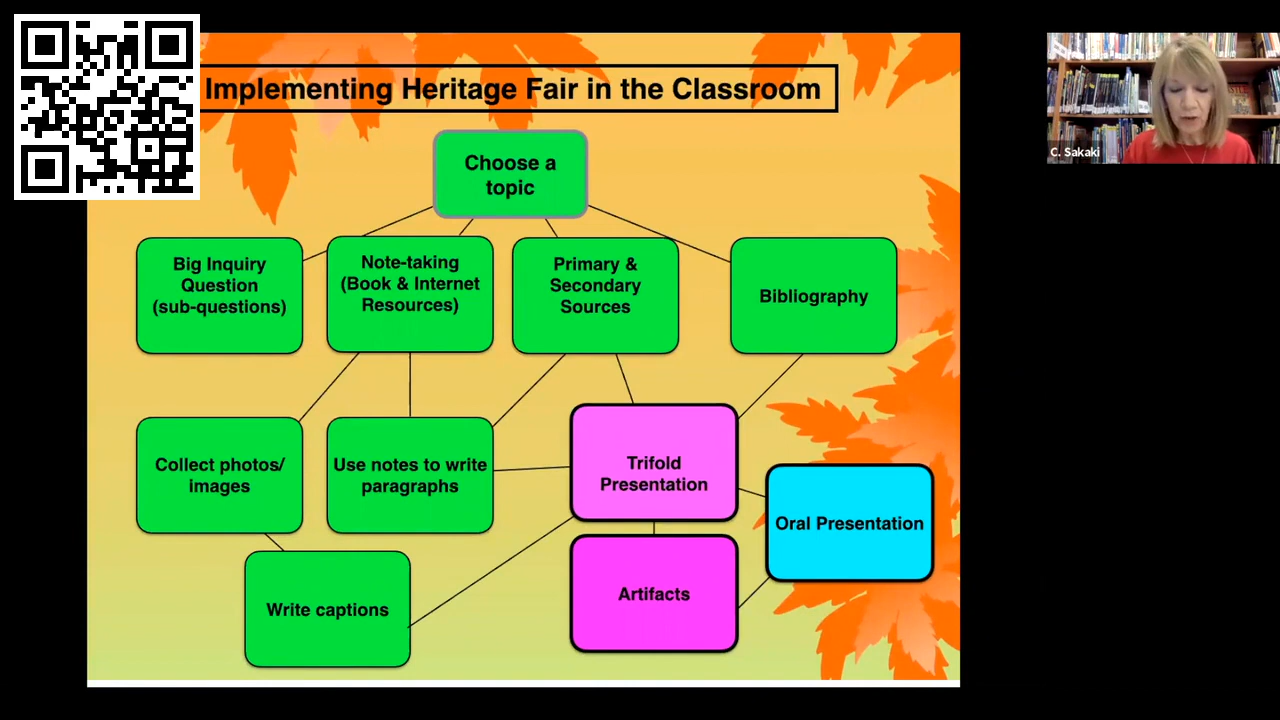 Implementing Heritage Fair in the Classroom
C. Sakaki
Choose a
topic
Big Inquiry
Question
(sub-questions)
Note-taking
(Book & Internet
Resources)
Primary &
Secondary
Sources
Bibliography
Collect photos/
images
Use notes to write
paragraphs
Trifold
Presentation
Oral Presentation
Write captions
Artifacts